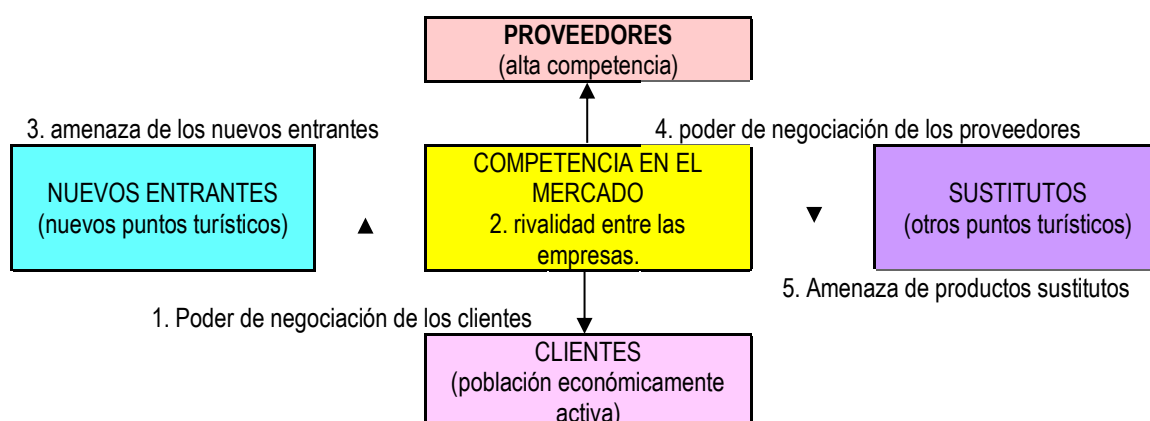 PROVEEDORES
(alta competencia)
3. amenaza de los nuevos entrantes
4. poder de negociación de los proveedores
NUEVOS ENTRANTES
(nuevos puntos turísticos)
COMPETENCIA EN EL
MERCADO
2. rivalidad entre las
empresas.
SUSTITUTOS
(otros puntos turísticos)
5. Amenaza de productos sustitutos
1. Poder de negociación de los clientes
CLIENTES
(población económicamente
activa)